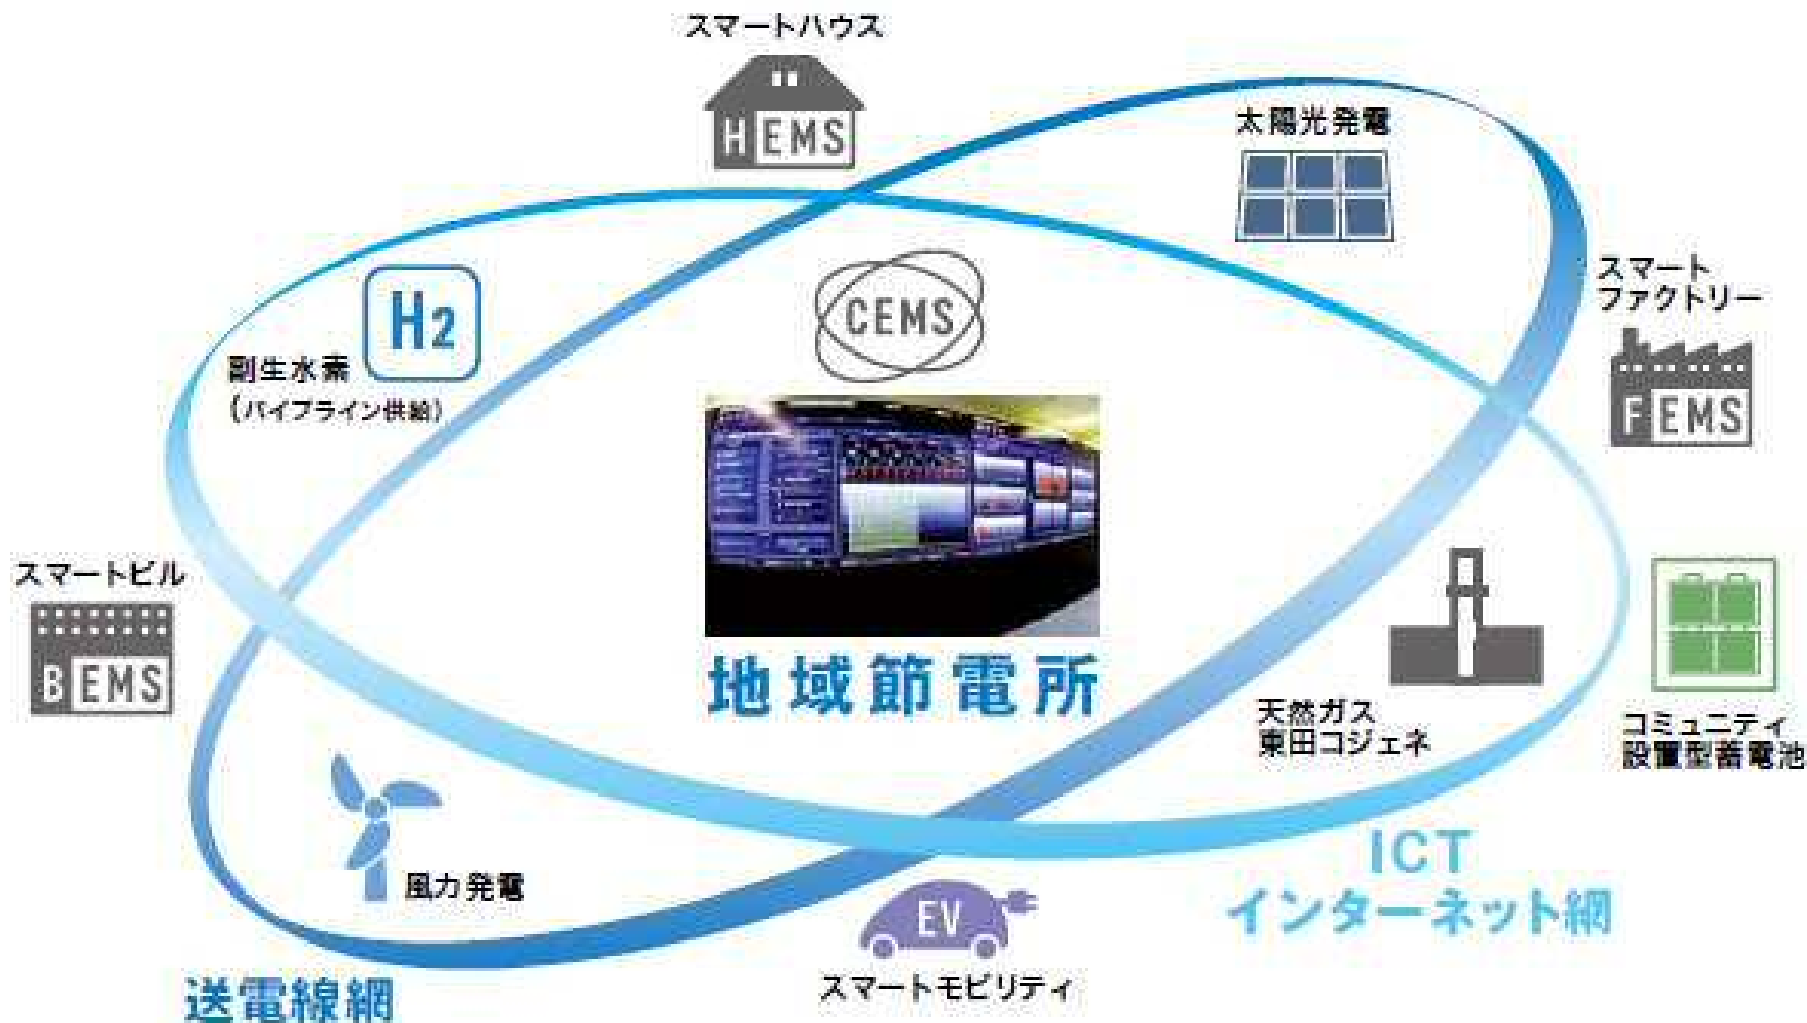 スマートハウス
HEMS
太陽光発電
H2
副生水素
（パイプライン供給）
CEMS
スマート
ファクトリー
FEMS
スマートビル
BEMS
地域節電所
天然ガス
東田コジェネ
コミュニティ
設置型蓄電池
風力発電
ICT
インターネット網
EV
スマートモビリティ
送電線網